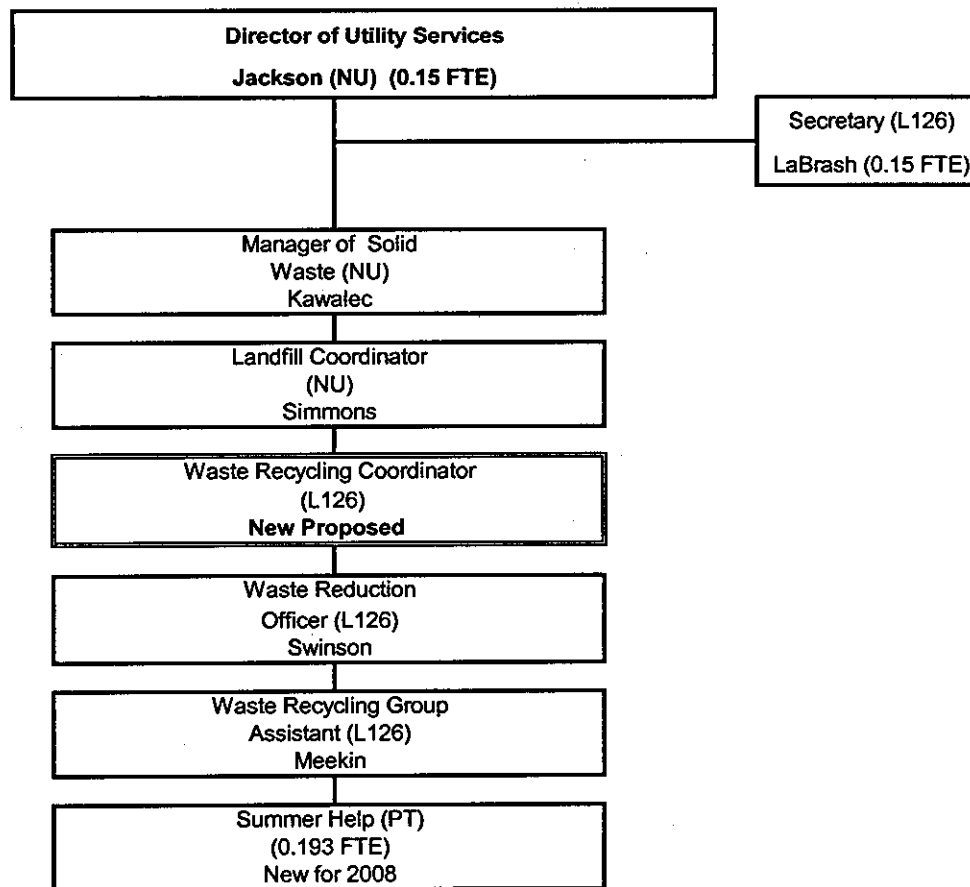 Director of Utility Services
Jackson (NU) (0.15 FTE)
Secretary (L126)
LaBrash (0.15 FTE)
Manager of Solid
Waste (NU)
Kawalec
Landfill Coordinator
(NU)
Simmons
Waste Recycling Coordinator
(L126)
New Proposed
Waste Reduction
Officer (L126)
Swinson
Waste Recycling Group
Assistant (L126)
Meekin
Summer Help (PT)
(0.193 FTE)
New for 2008